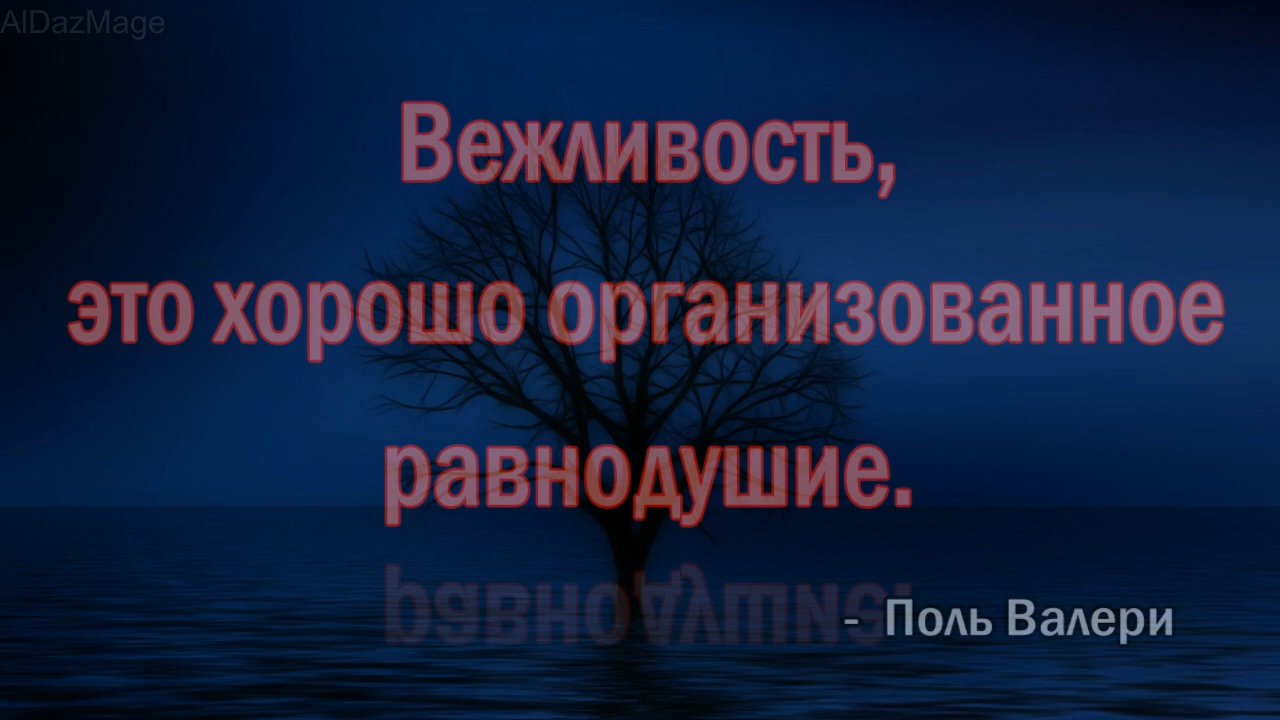 AlDazMage
Вежливость,
это хорошо организованное
равнодушие.
- Поль Валери